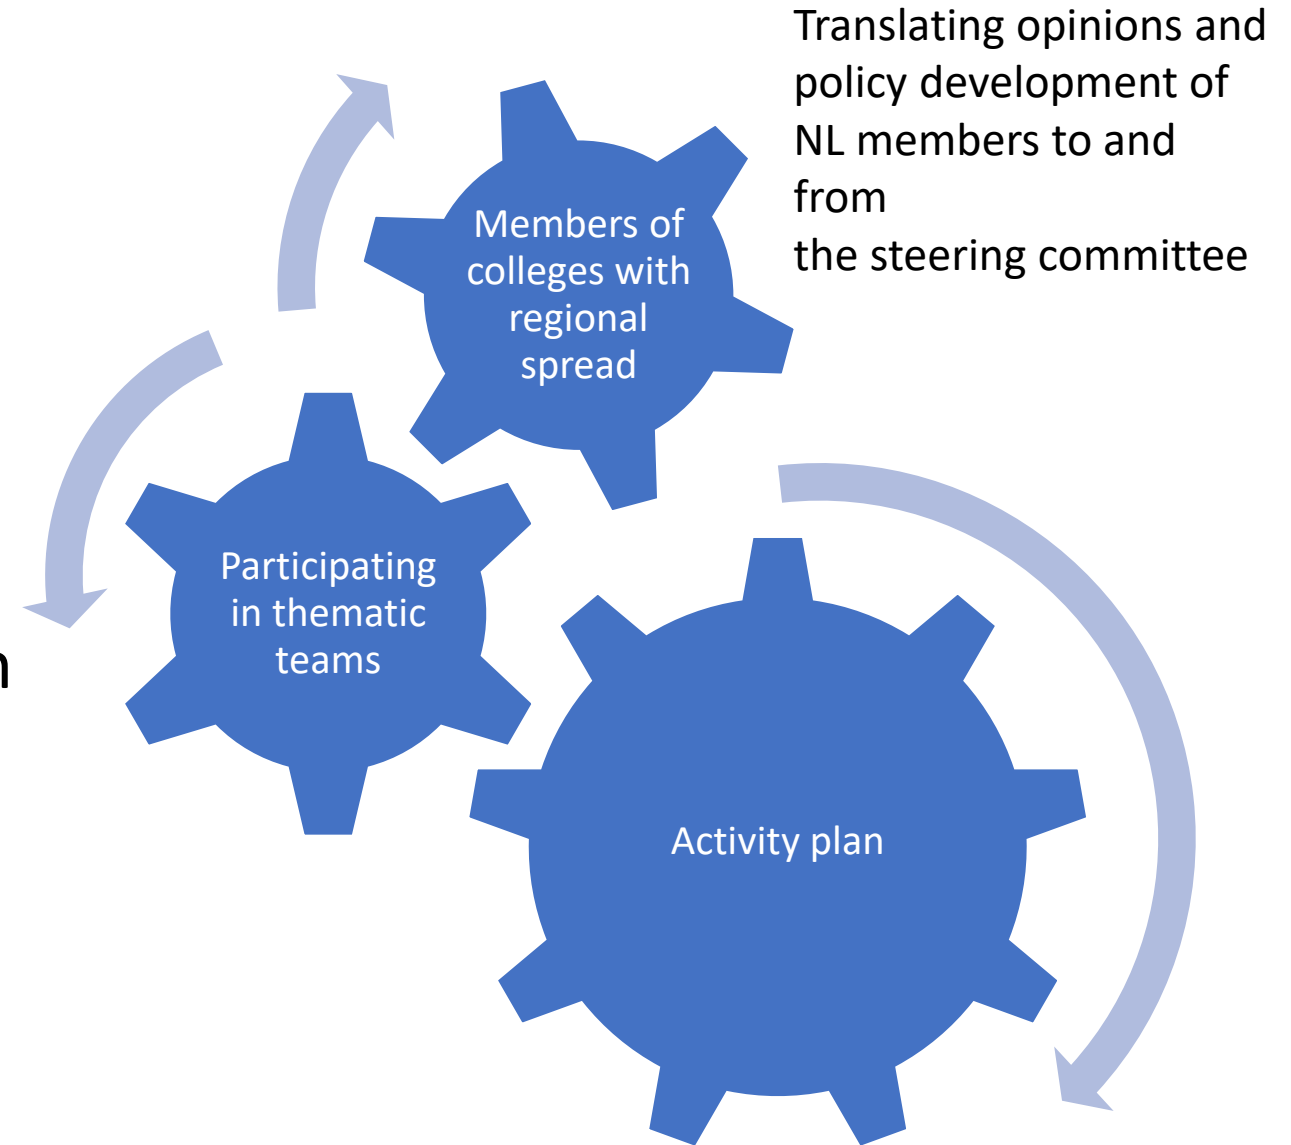 Translating opinions and
policy development of
NL members to and
from
the steering committee
Members of
colleges with
regional
spread
Participating
in thematic
teams
Activity plan